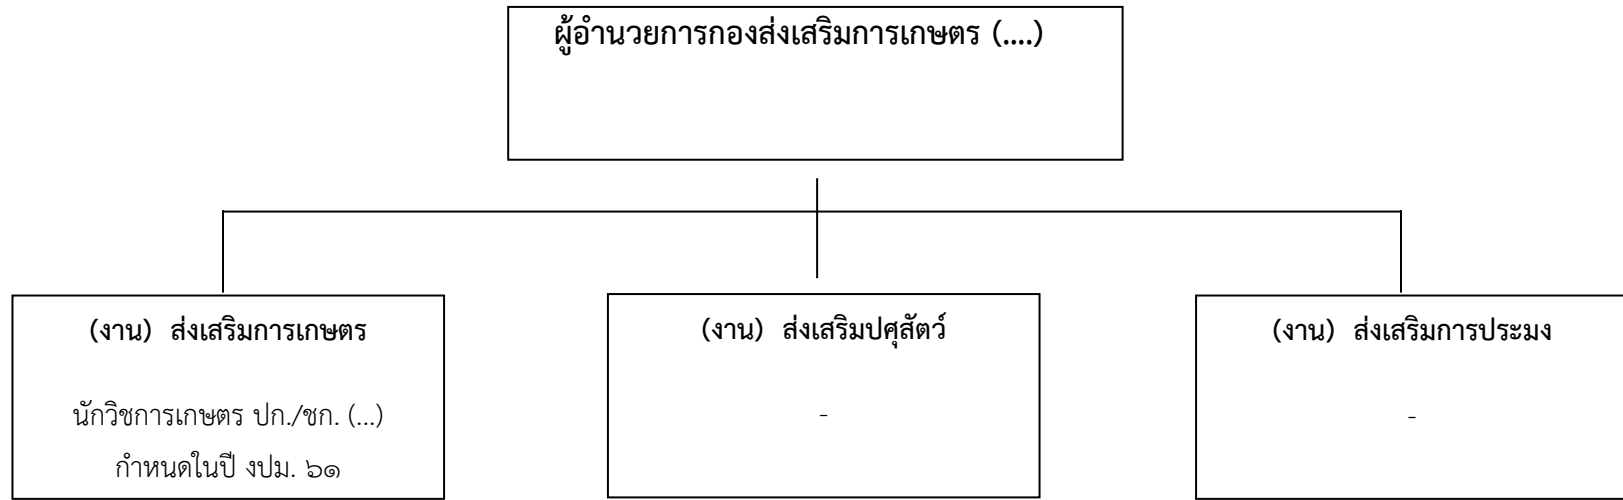 ผู้อำนวยการกองส่งเสริมการเกษตร (....)
(งาน) ส่งเสริมการเกษตร
นักวิชการเกษตร ปก./ชก. (...)
กำหนดในปี งปม. ๖๑
(งาน) ส่งเสริมปศุสัตว์
-
(งาน) ส่งเสริมการประมง
-